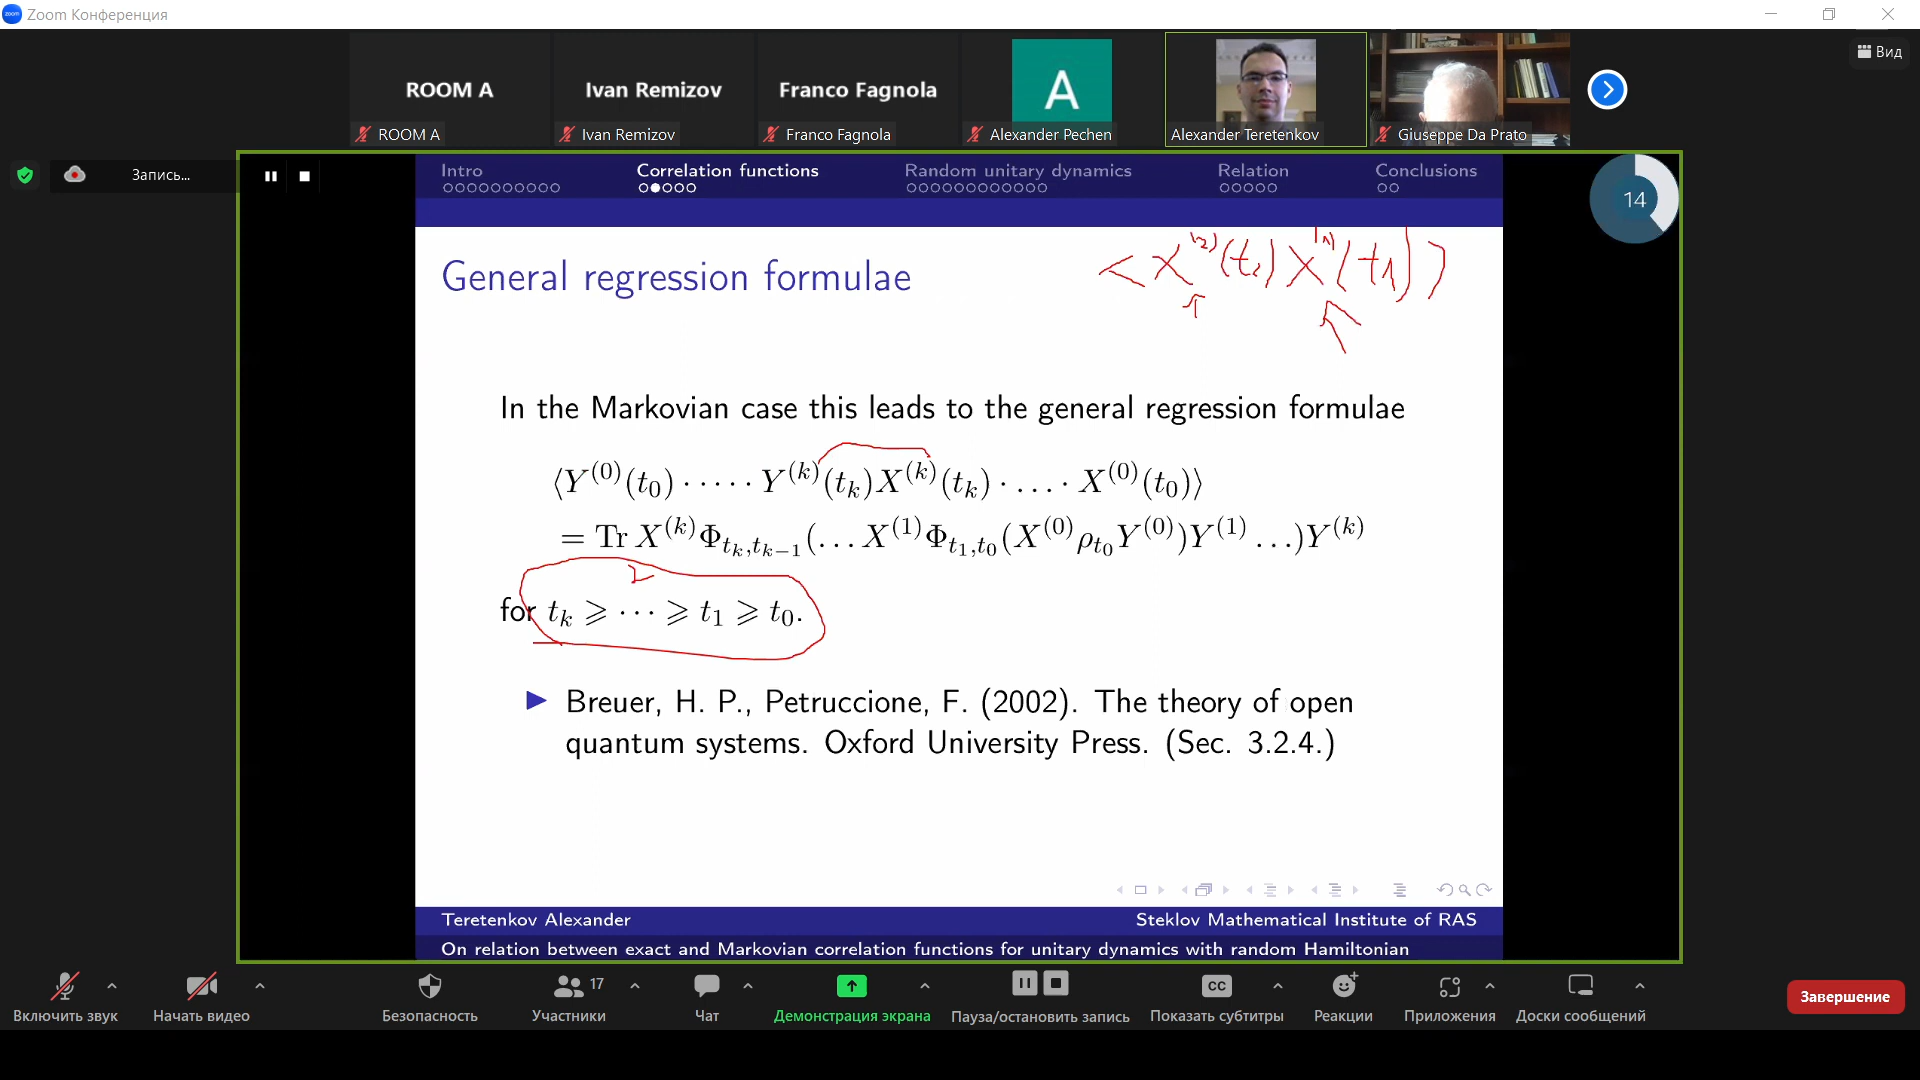 Zoom Конференция
ROOM A
Ivan Remizov
Franco Fagnola
A
Вид
ROOM A
Ivan Remizov
Franco Fagnola
Alexander Pechen
Alexander Teretenkov
Giuseppe Da Prato
Запись...
Intro
Correlation functions
Random unitary dynamics
Relation
Conclusions
14
General regression formulae
In the Markovian case this leads to the general regression formulae
⟨Y^{(0)}(t_0) · · · · · Y^{(k)}(t_k)X^{(k)}(t_k) · . . . · X^{(0)}(t_0)⟩
= Tr X^{(k)}Φ_{t_k,t_{k−1}}(. . . X^{(1)}Φ_{t_1,t_0}(X^{(0)}ρ_{t_0}Y^{(0)})Y^{(1)} . . .)Y^{(k)}
for t_k ⩾ · · · ⩾ t_1 ⩾ t_0.
Breuer, H. P., Petruccione, F. (2002). The theory of open
quantum systems. Oxford University Press. (Sec. 3.2.4.)
Teretenkov Alexander
Steklov Mathematical Institute of RAS
On relation between exact and Markovian correlation functions for unitary dynamics with random Hamiltonian
17
CC
Включить звук
Начать видео
Безопасность
Участники
Чат
Демонстрация экрана
Пауза/остановить запись
Показать субтитры
Реакции
Приложения
Доски сообщений
Завершение